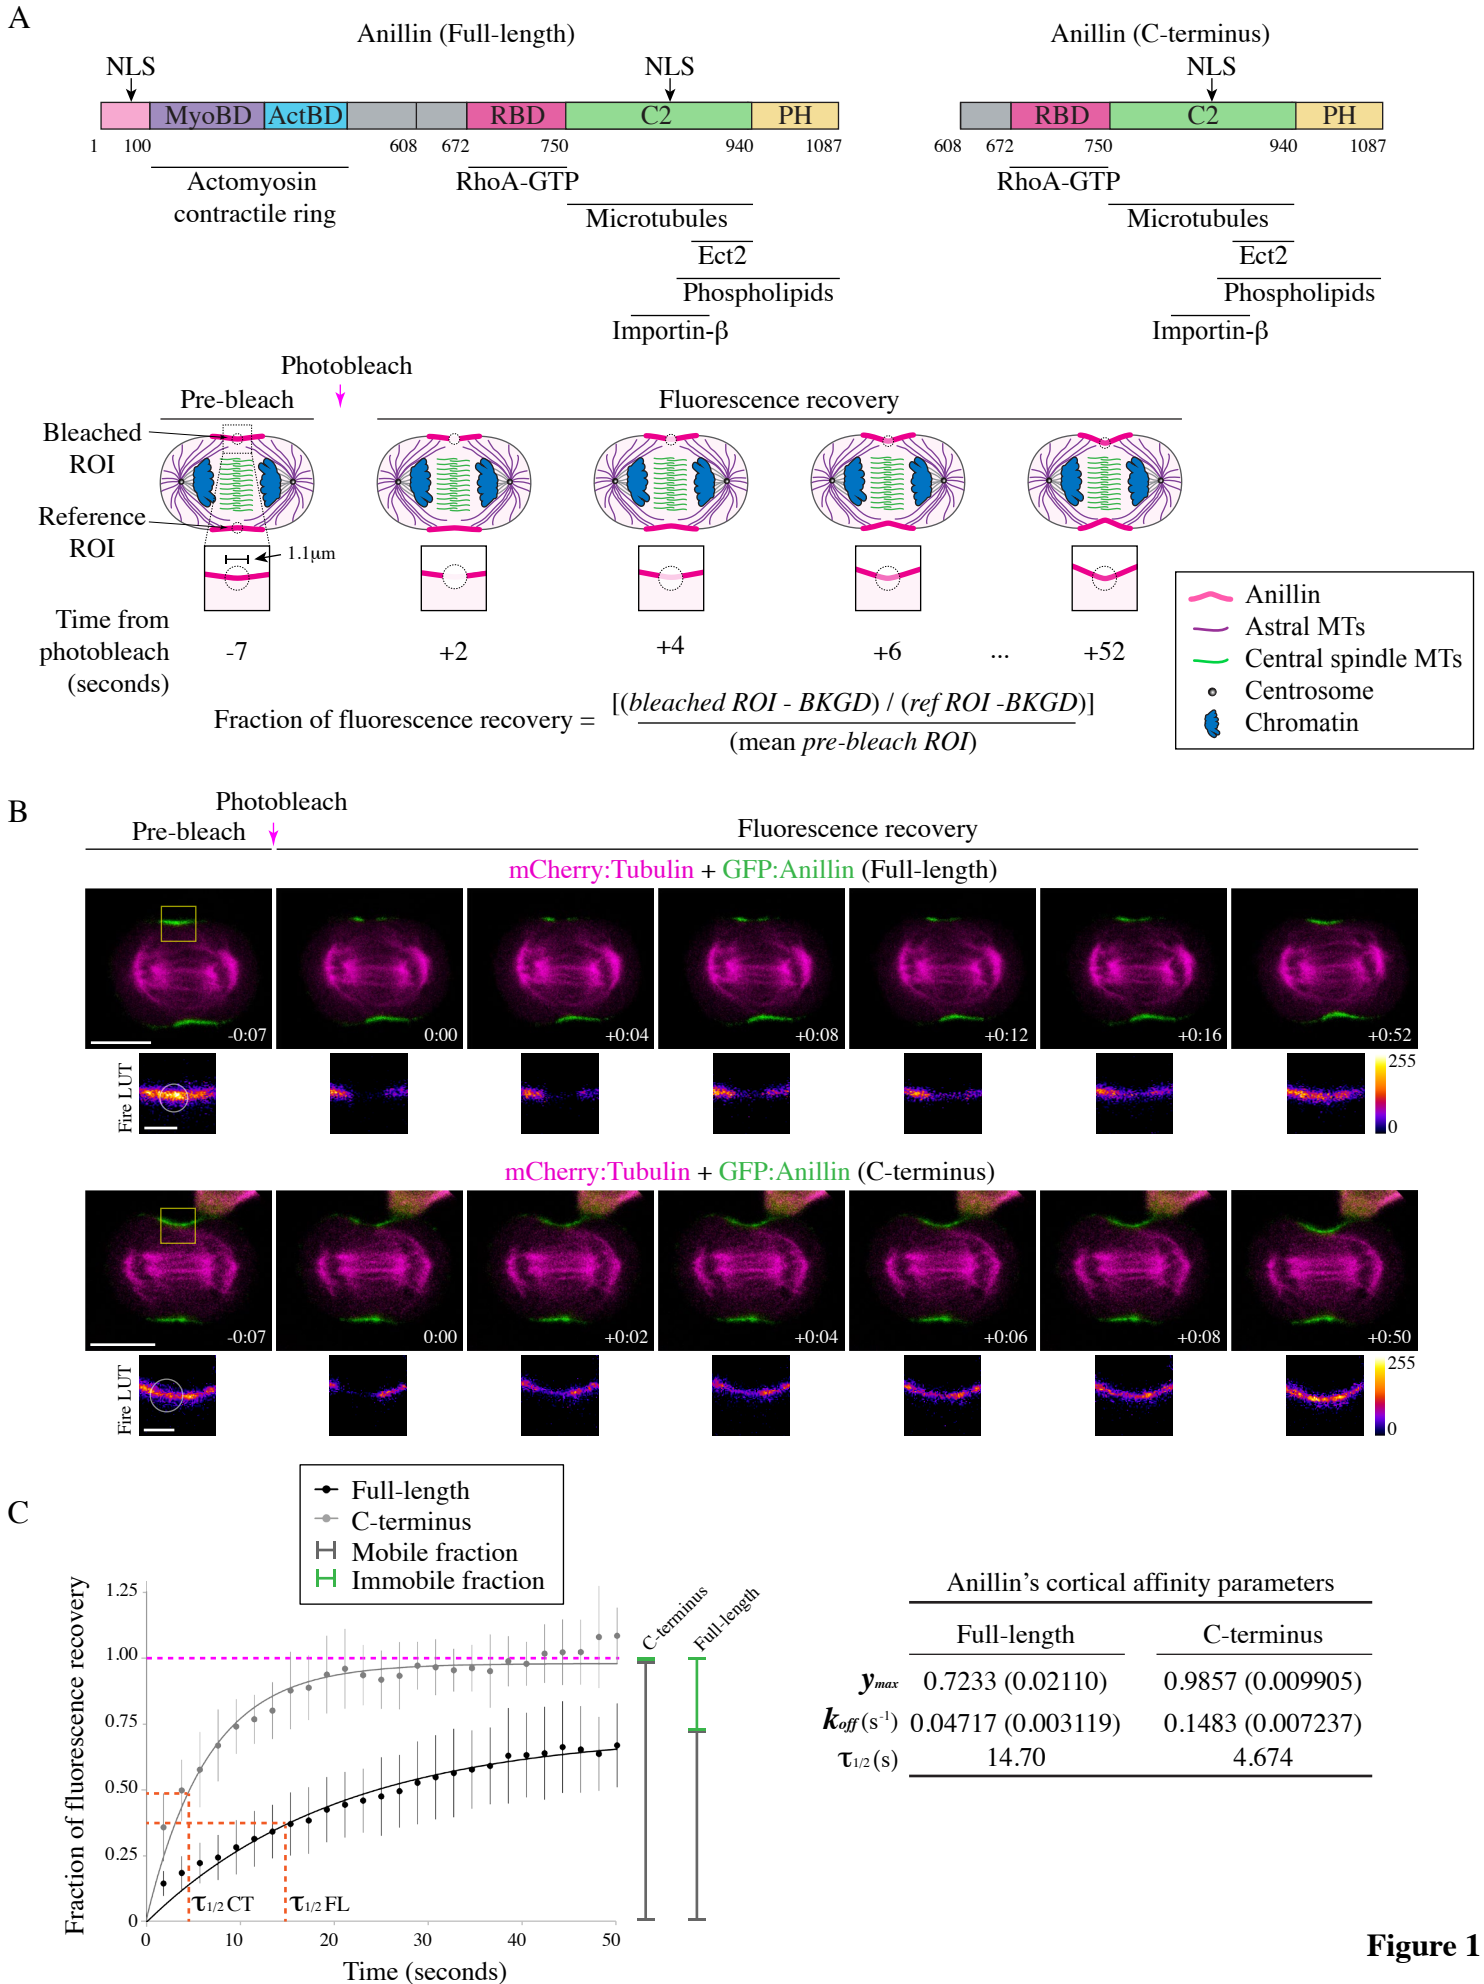 A
Anillin (Full-length)
Anillin (C-terminus)
NLS
NLS
NLS
MyoBD
ActBD
RBD
C2
PH
RBD
C2
PH
1
100
608
672
750
940
1087
608
672
750
940
1087
Actomyosin
contractile ring
RhoA-GTP
Microtubules
Ect2
Phospholipids
Importin-β
RhoA-GTP
Microtubules
Ect2
Phospholipids
Importin-β
Photobleach
Pre-bleach
Fluorescence recovery
Bleached
ROI
Reference
ROI
1.1μm
Time from
photobleach
(seconds)
-7
+2
+4
+6
...
+52
Anillin
Astral MTs
Central spindle MTs
Centrosome
Chromatin
Fraction of fluorescence recovery =
[(bleached ROI - BKGD) / (ref ROI -BKGD)]
(mean pre-bleach ROI)
B
Photobleach
Pre-bleach
Fluorescence recovery
mCherry:Tubulin + GFP:Anillin (Full-length)
-0:07
0:00
+0:04
+0:08
+0:12
+0:16
+0:52
Fire LUT
255
0
mCherry:Tubulin + GFP:Anillin (C-terminus)
-0:07
0:00
+0:02
+0:04
+0:06
+0:08
+0:50
Fire LUT
255
0
C
Full-length
C-terminus
Mobile fraction
Immobile fraction
Fraction of fluorescence recovery
1.25
1.00
0.75
0.50
0.25
0
τ1/2 CT
τ1/2 FL
0
10
20
30
40
50
Time (seconds)
C-terminus
Full-length
Anillin's cortical affinity parameters
Full-length
C-terminus
ymax 0.7233 (0.02110) 0.9857 (0.009905)
koff (s-1) 0.04717 (0.003119) 0.1483 (0.007237)
τ1/2 (s) 14.70 4.674
Figure 1